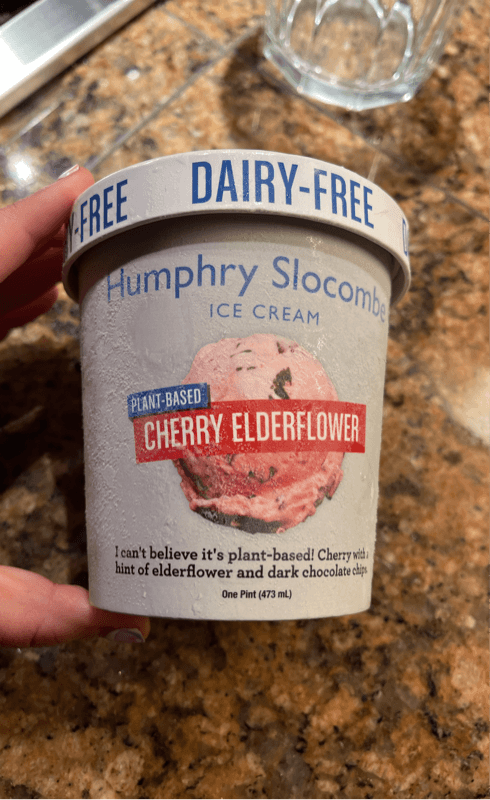 -FREE
DAIRY-FREE
Humphry Slocombe
ICE CREAM
PLANT-BASED
CHERRY ELDERFLOWER
I can't believe it's plant-based! Cherry with a
hint of elderflower and dark chocolate chips.
One Pint (473 mL)